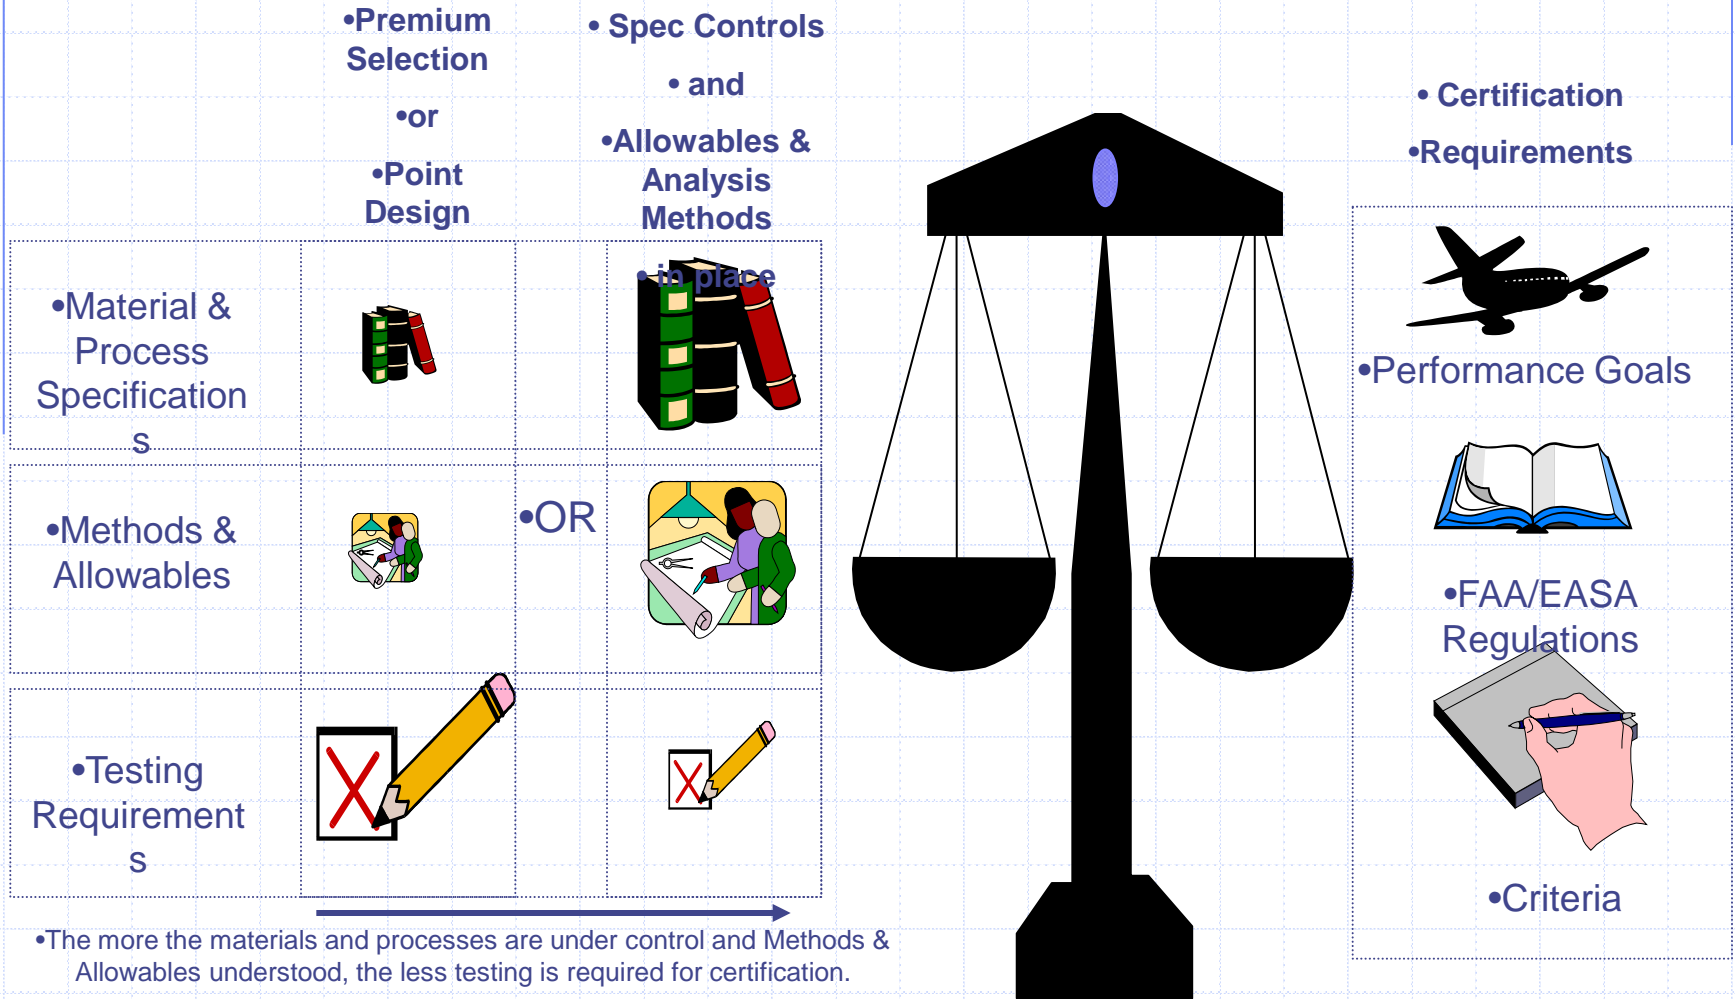 •Premium
Selection
•or
•Point
Design
• Spec Controls
• and
•Allowables &
Analysis
Methods
• in place
• Certification
•Requirements
•Material &
Process
Specification
s
•Methods &
Allowables
•OR
•Testing
Requirement
s
•Performance Goals
•FAA/EASA
Regulations
•Criteria
•The more the materials and processes are under control and Methods &
Allowables understood, the less testing is required for certification.